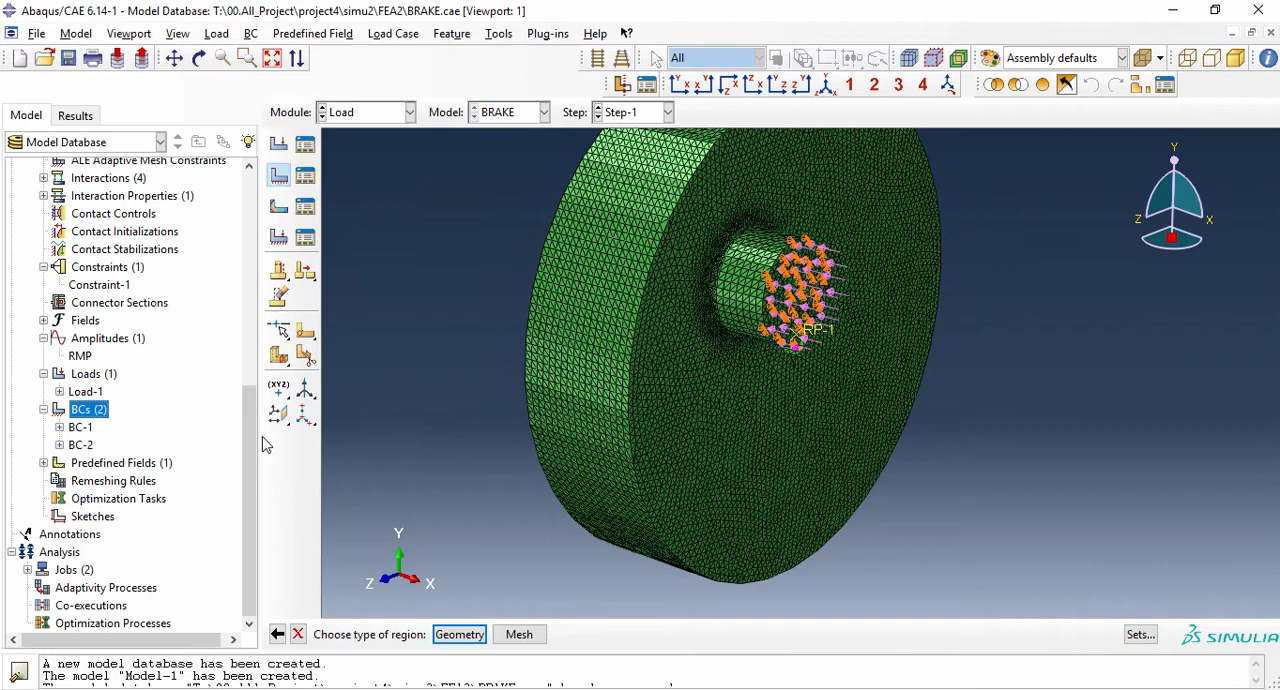 Abaqus/CAE 6.14-1 - Model Database: T:\00.All_Project\project4\simu2\FEA2\BRAKE.cae [Viewport: 1]
File Model Viewport View Load BC Predefined Field Load Case Feature Tools Plug-ins Help
All Assembly defaults
1 2 3 4
Model Results Module: Load Model: BRAKE Step: Step-1
Model Database
ALE Adaptive Mesh Constraints
Interactions (4)
Interaction Properties (1)
Contact Controls
Contact Initializations
Contact Stabilizations
Constraints (1)
Constraint-1
Connector Sections
Fields
Amplitudes (1)
RMP
Loads (1)
Load-1
BCs (2)
BC-1
BC-2
Predefined Fields (1)
Remeshing Rules
Optimization Tasks
Sketches
Annotations
Analysis
Jobs (2)
Adaptivity Processes
Co-executions
Optimization Processes
(XYZ)
RP-1
Y
Z X
Y
Z X
Choose type of region: Geometry Mesh Sets... SIMULIA
A new model database has been created.
The model "Model-1" has been created.